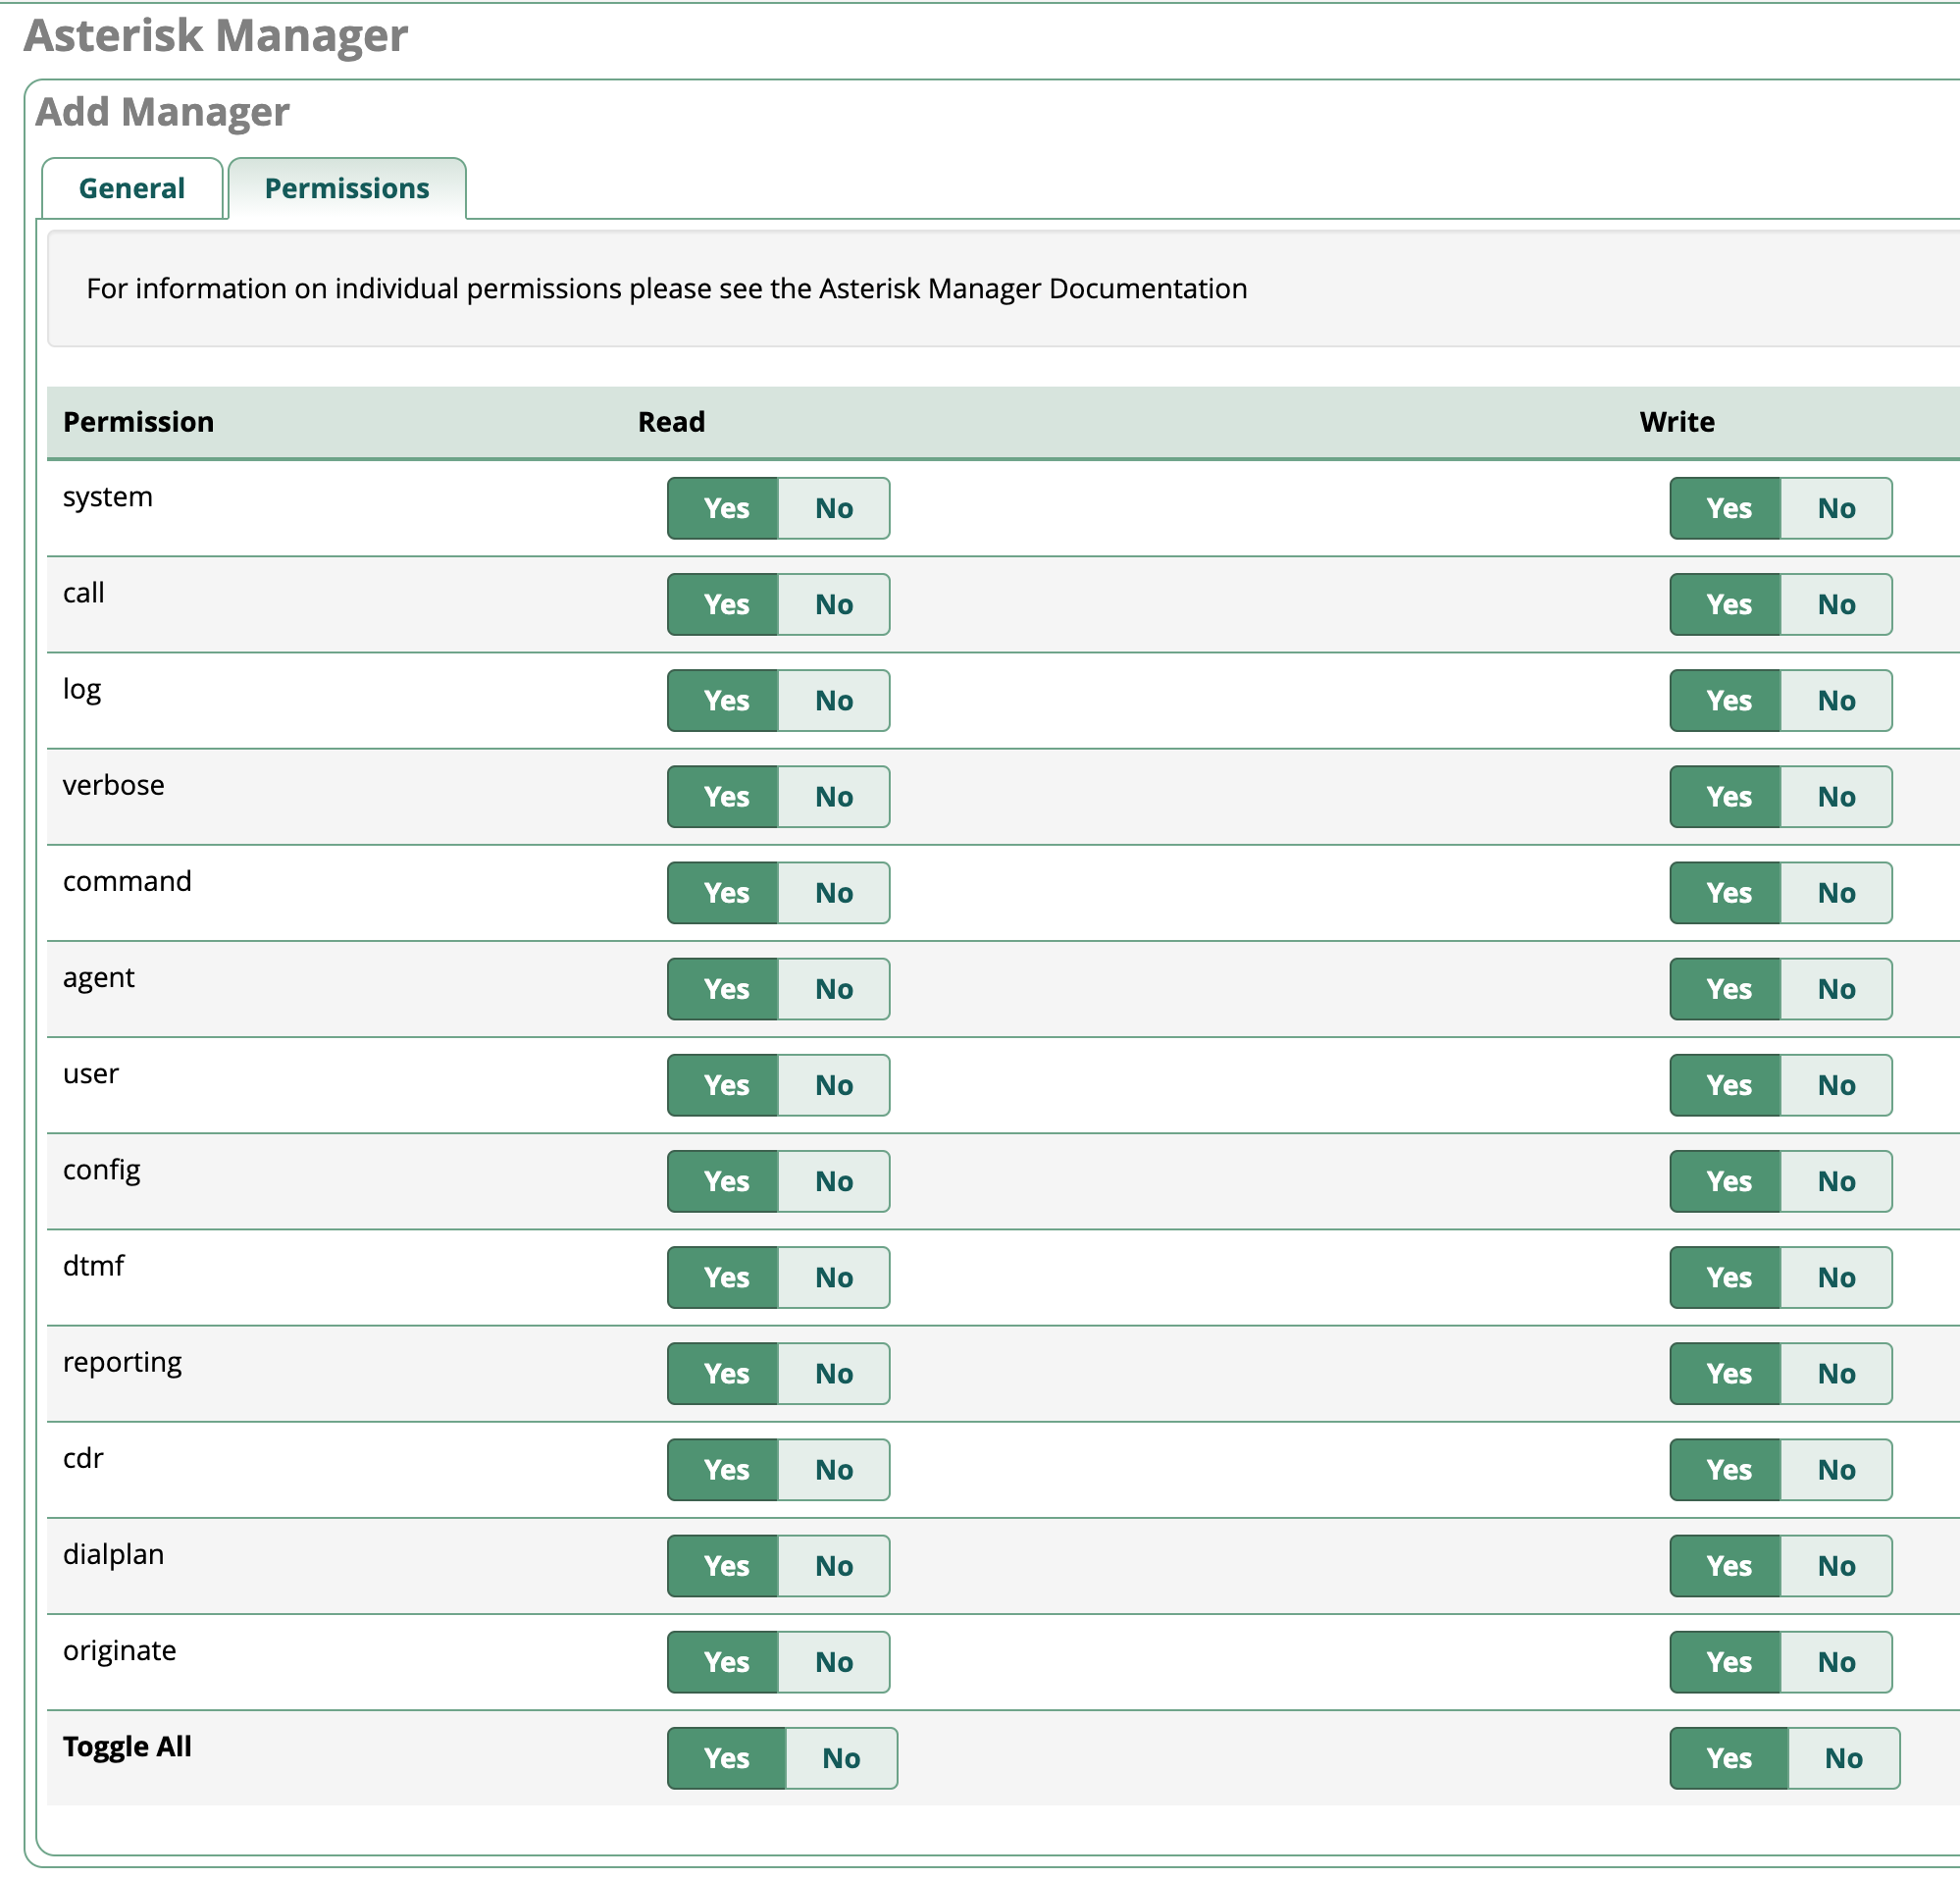 Asterisk Manager
Add Manager
General Permissions
For information on individual permissions please see the Asterisk Manager Documentation
Permission Read Write
system Yes No Yes No
call Yes No Yes No
log Yes No Yes No
verbose Yes No Yes No
command Yes No Yes No
agent Yes No Yes No
user Yes No Yes No
config Yes No Yes No
dtmf Yes No Yes No
reporting Yes No Yes No
cdr Yes No Yes No
dialplan Yes No Yes No
originate Yes No Yes No
Toggle All Yes No Yes No